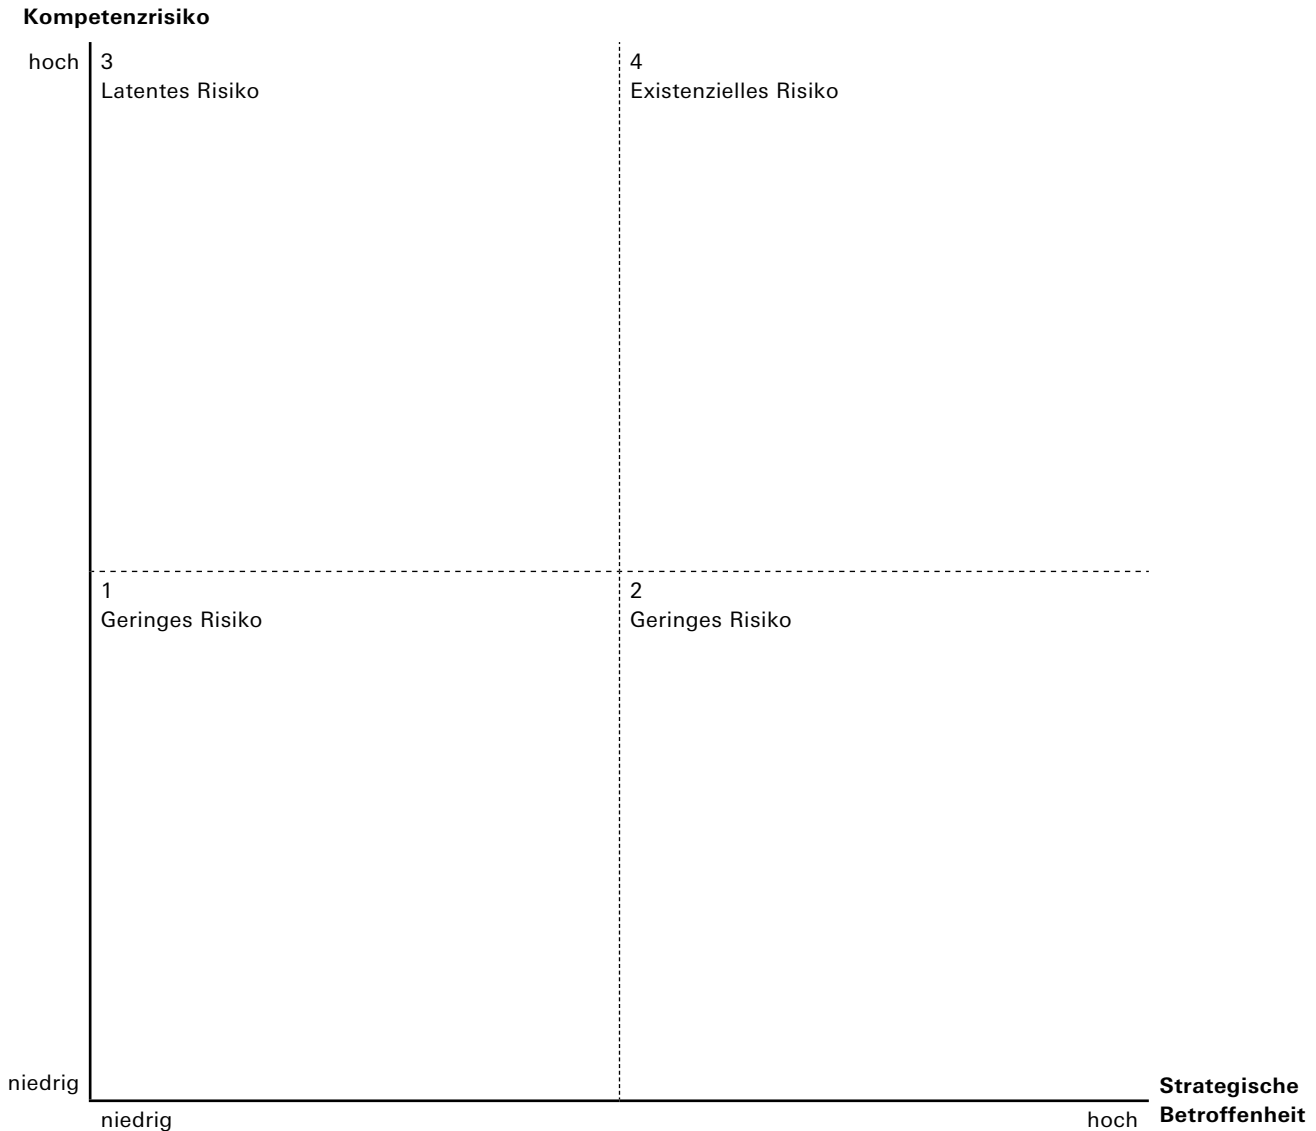 Kompetenzrisiko
hoch
3
Latentes Risiko
4
Existenzielles Risiko
1
Geringes Risiko
2
Geringes Risiko
niedrig
niedrig
hoch
Strategische
Betroffenheit